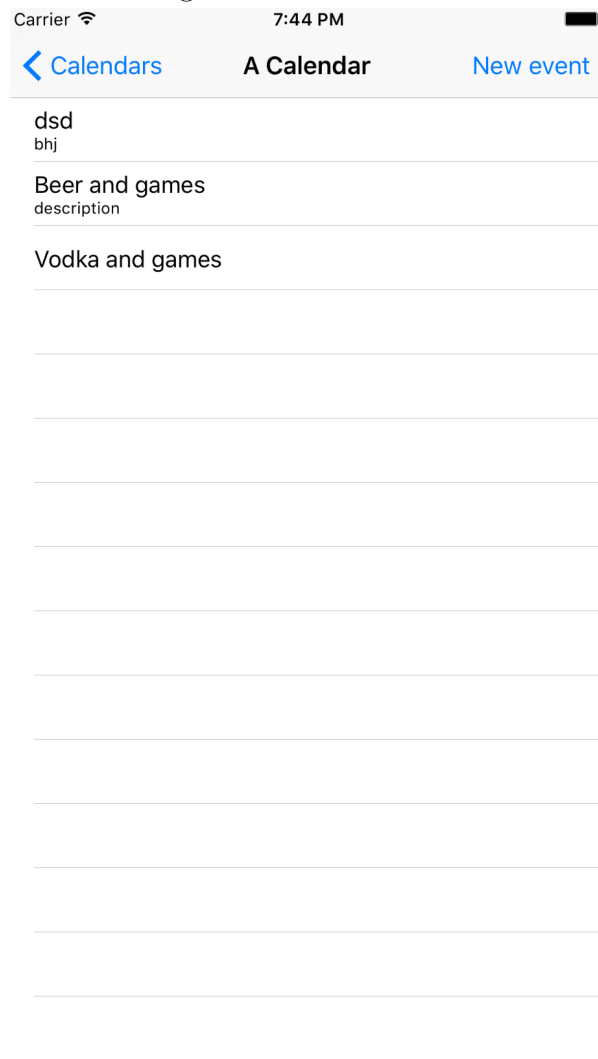 Carrier 7:44 PM
Calendars A Calendar New event
dsd
bhj
Beer and games
description
Vodka and games